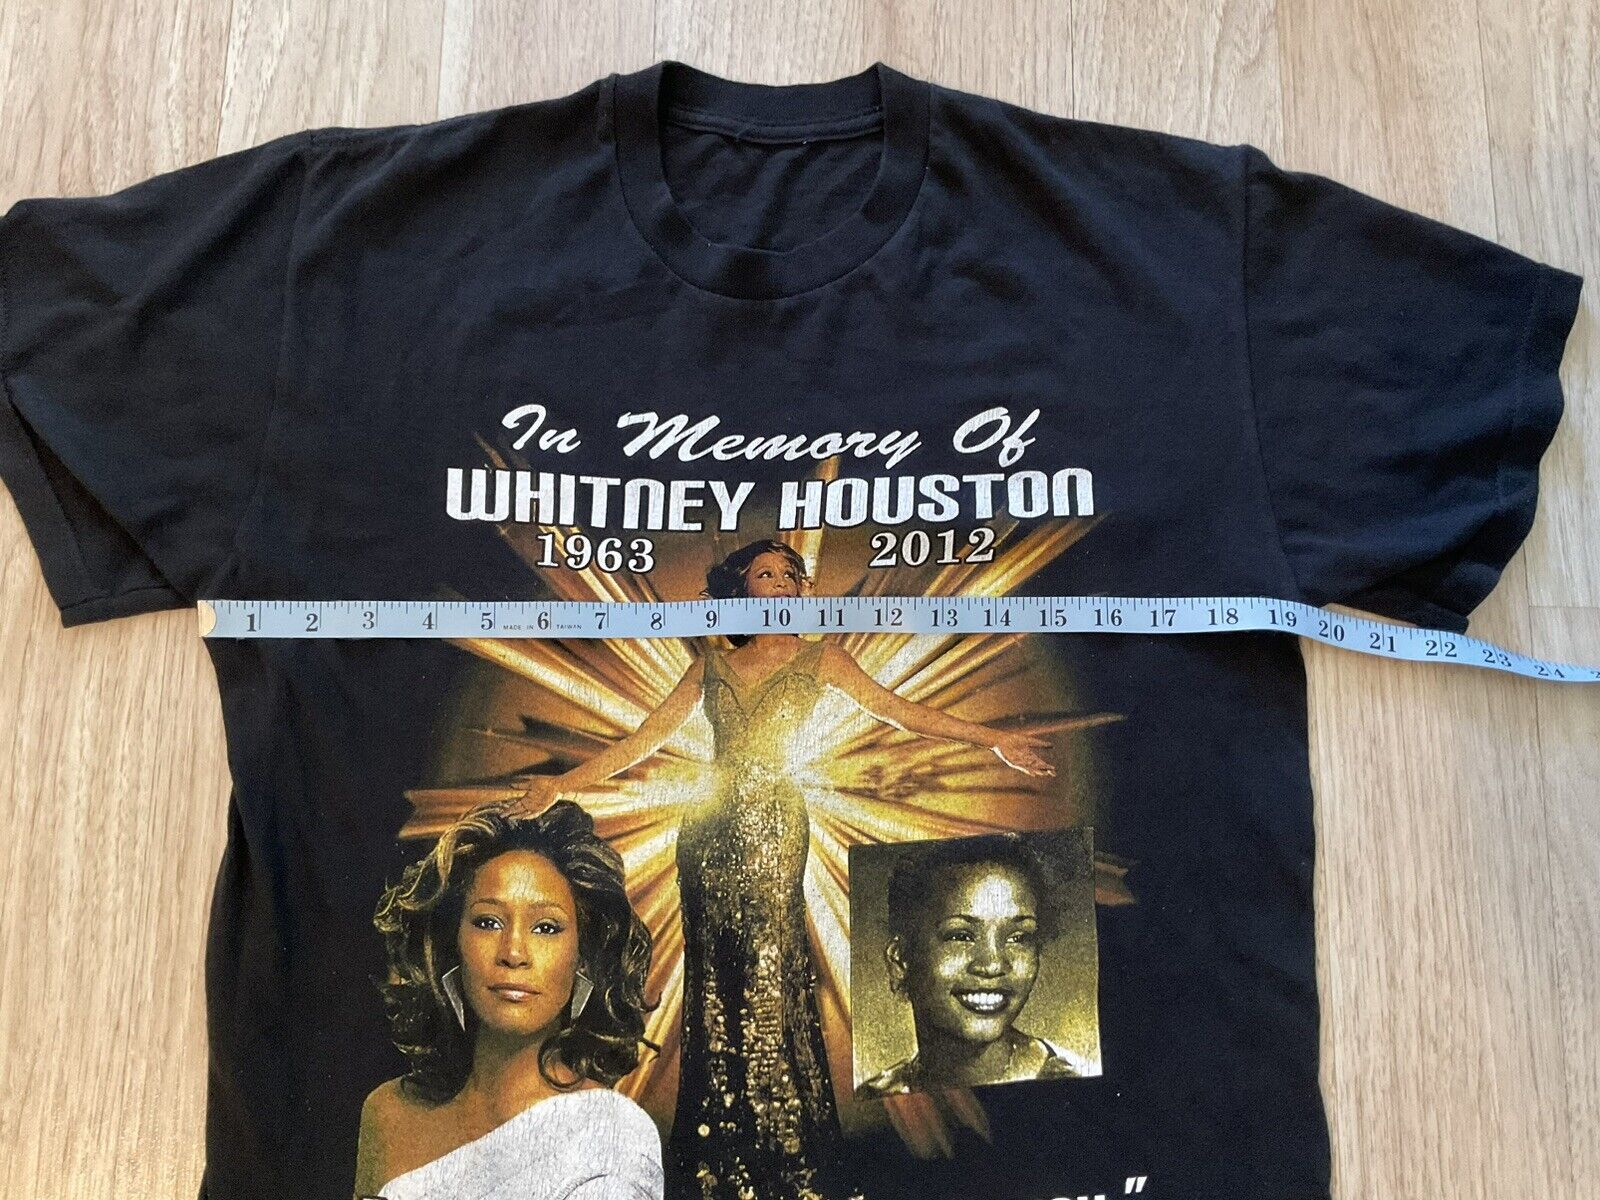 In Memory Of
WHITNEY HOUSTON
1963 2012
1 2 3 4 5 MADE IN 6 TAIWAN 7 8 9 10 11 12 13 14 15 16 17 18 19 20 21 22 23 24